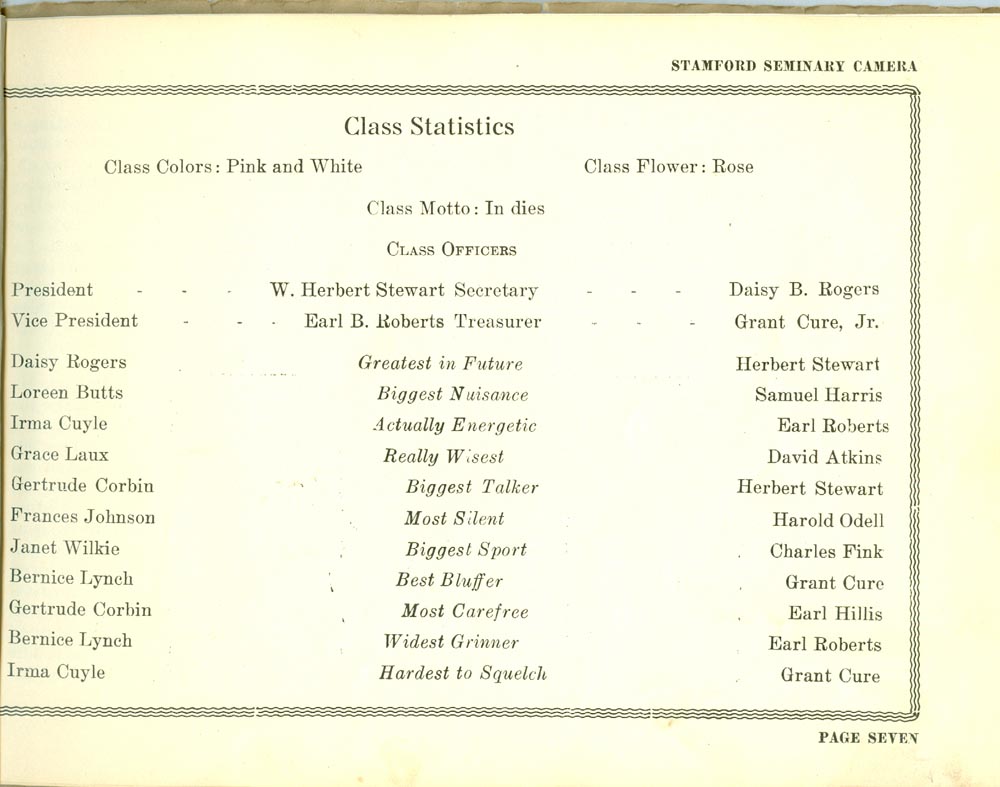 STAMFORD SEMINARY CAMERA
Class Statistics
Class Colors: Pink and White Class Flower: Rose
Class Motto: In dies
CLASS OFFICERS
President - - - W. Herbert Stewart Secretary - - - Daisy B. Rogers
Vice President - - - Earl B. Roberts Treasurer - - - Grant Cure, Jr.
Daisy Rogers Greatest in Future Herbert Stewart
Loreen Butts Biggest Nuisance Samuel Harris
Irma Cuyle Actually Energetic Earl Roberts
Grace Laux Really Wisest David Atkins
Gertrude Corbin Biggest Talker Herbert Stewart
Frances Johnson Most Silent Harold Odell
Janet Wilkie Biggest Sport Charles Fink
Bernice Lynch Best Bluffer Grant Cure
Gertrude Corbin Most Carefree Earl Hillis
Bernice Lynch Widest Grinner Earl Roberts
Irma Cuyle Hardest to Squelch Grant Cure
PAGE SEVEN